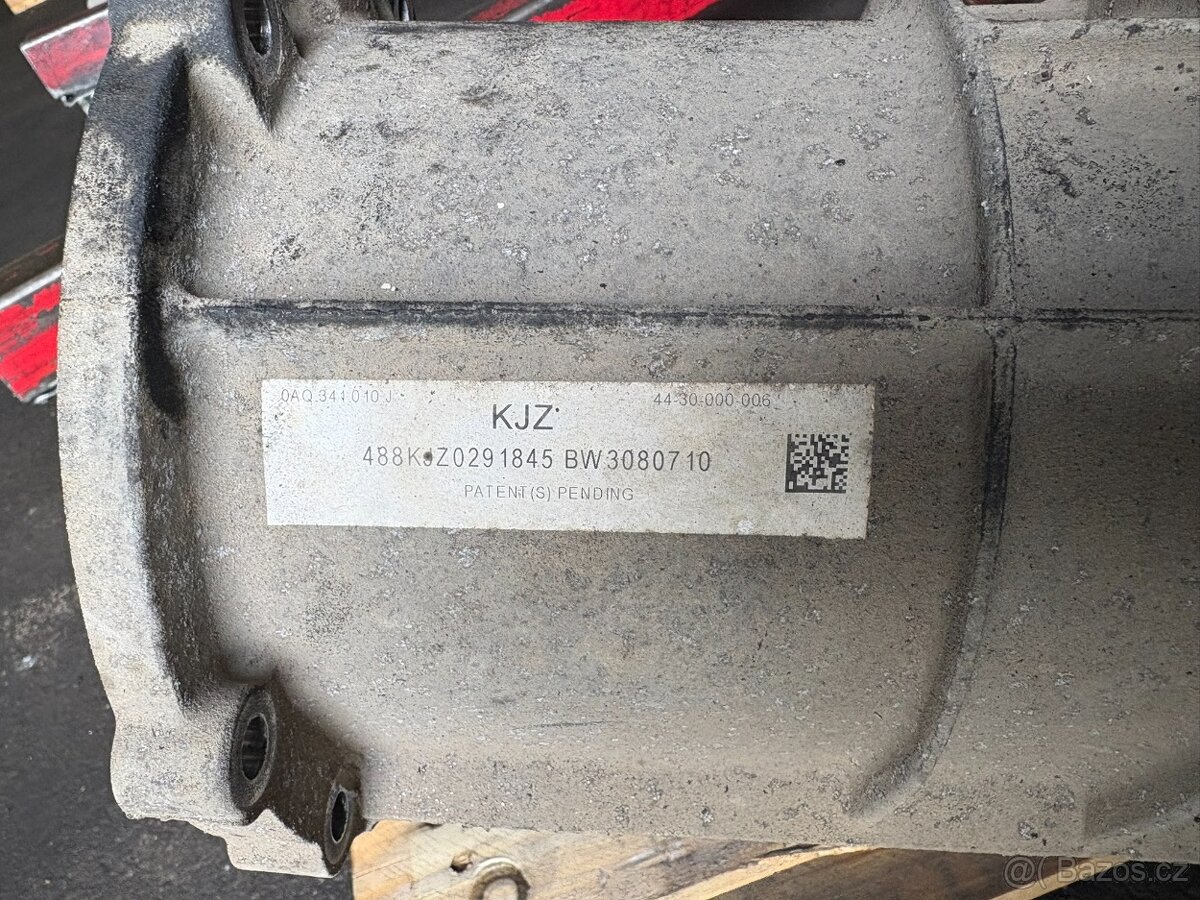 0AQ 341 010 J
44-30-000-006
KJZ
488KJZ0291845 BW3080710
PATENT(S) PENDING
@( Bazos.cz